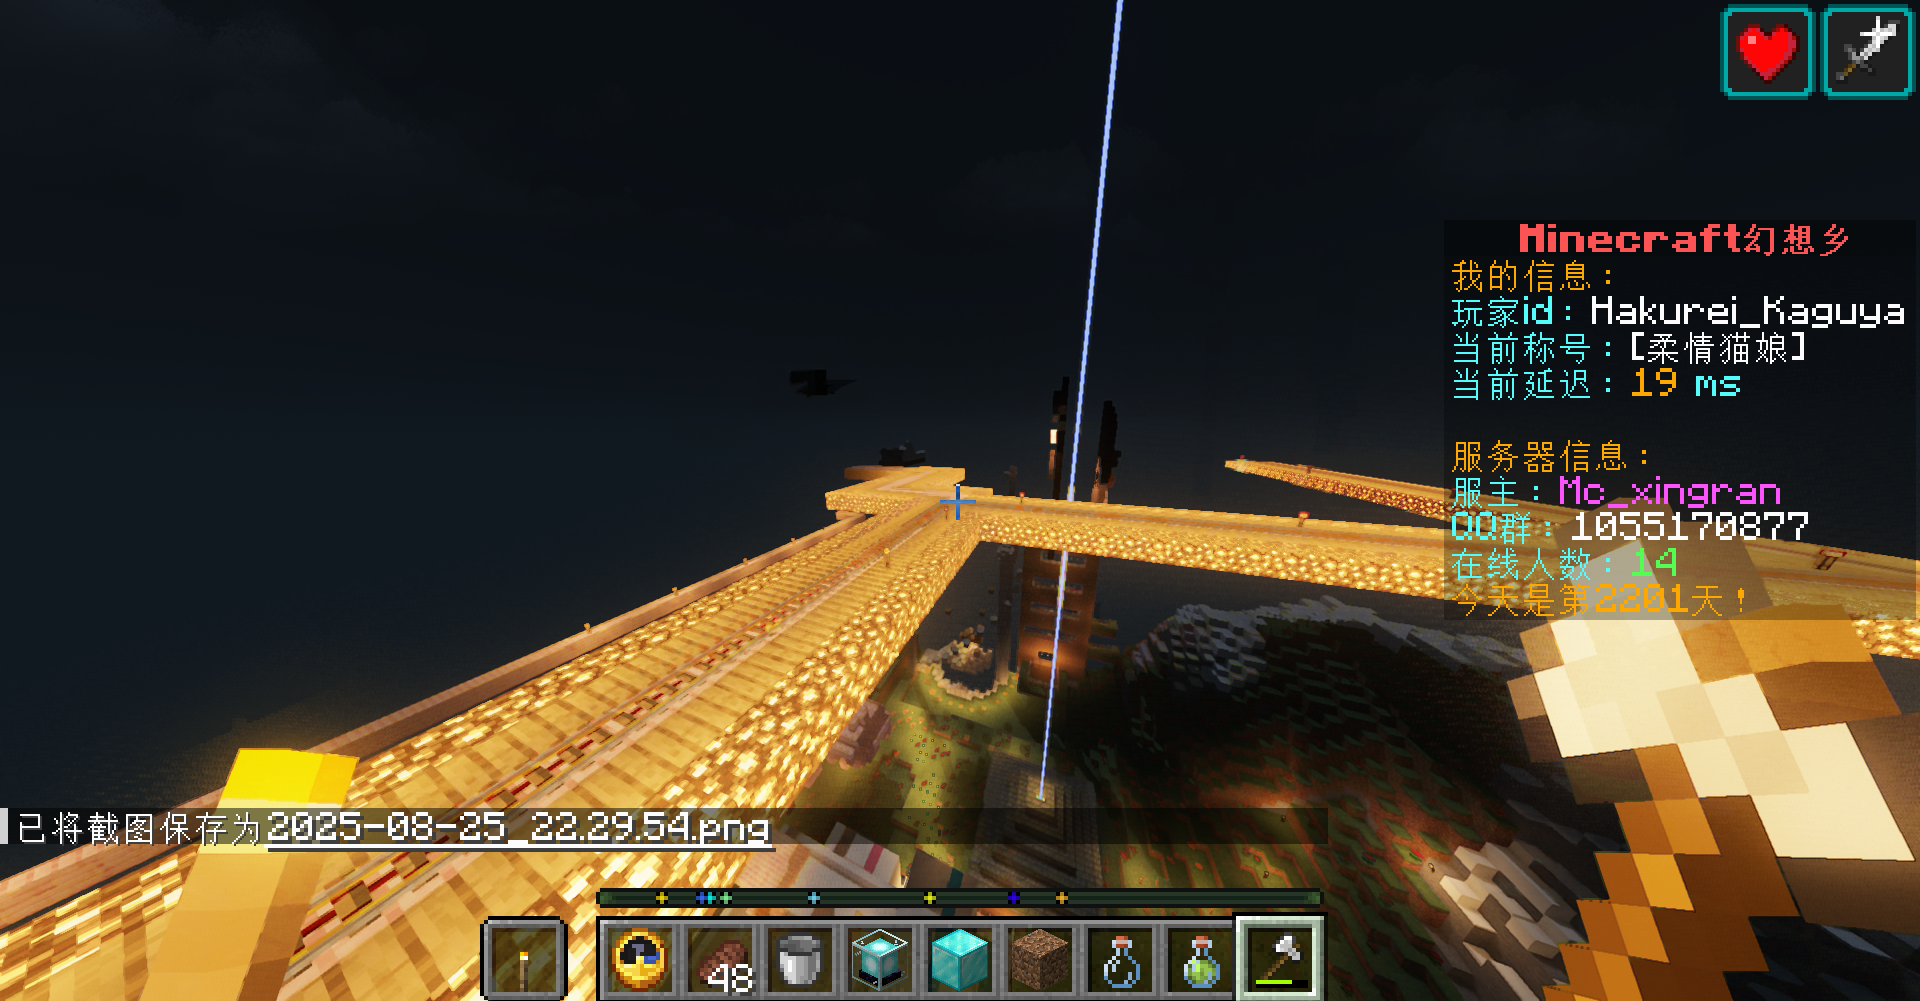 Minecraft幻想乡
我的信息：
玩家id：Hakurei_Kaguya
当前称号：[柔情猫娘]
当前延迟：19 ms
服务器信息：
服主：Mc_xingran
QQ群：1055170877
在线人数：14
今天是第2201天！
已将截图保存为2025-08-25_22.29.54.png
48